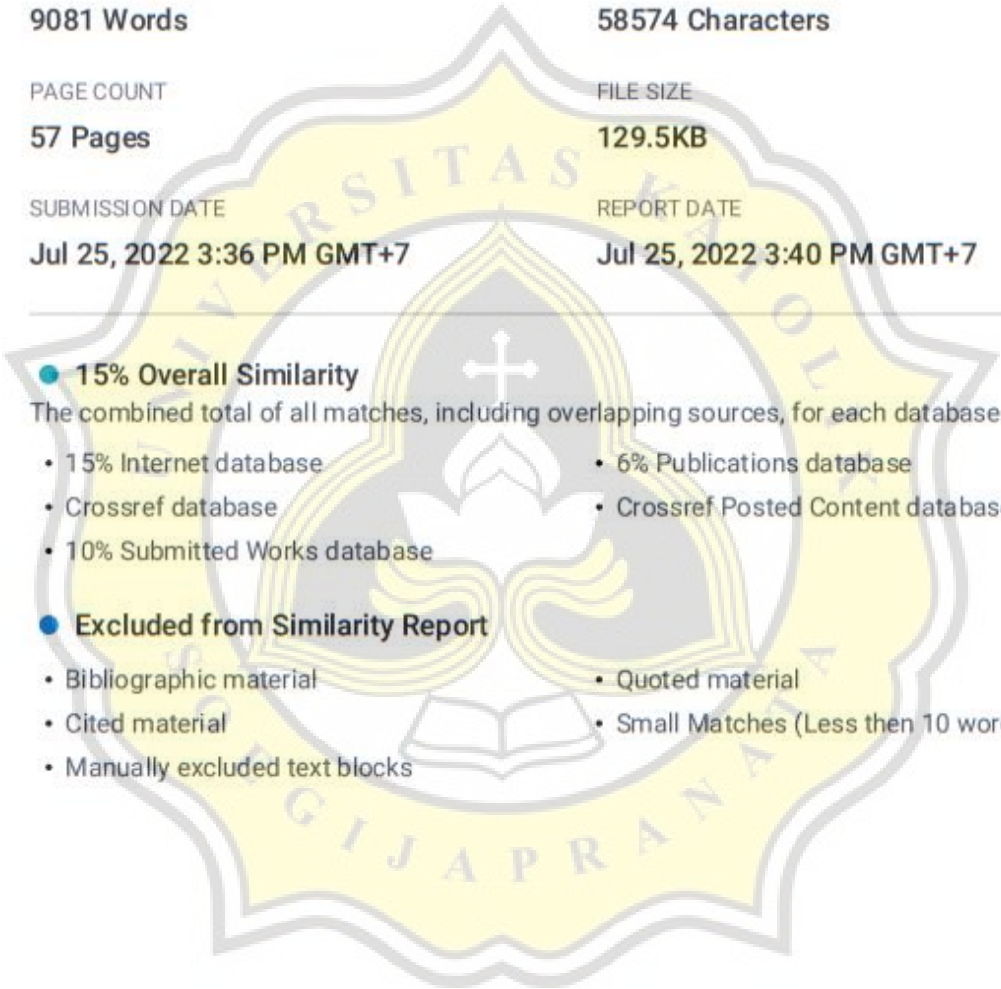 9081 Words
58574 Characters
PAGE COUNT
FILE SIZE
57 Pages
129.5KB
SUBMISSION DATE
REPORT DATE
Jul 25, 2022 3:36 PM GMT+7
Jul 25, 2022 3:40 PM GMT+7
15% Overall Similarity
The combined total of all matches, including overlapping sources, for each database
• 15% Internet database
• 6% Publications database
• Crossref database
• Crossref Posted Content databas
• 10% Submitted Works database
Excluded from Similarity Report
• Bibliographic material
• Quoted material
• Cited material
• Small Matches (Less then 10 wor
• Manually excluded text blocks
UNIVERSITAS KATOLIK
SOEGIJAPRANATA